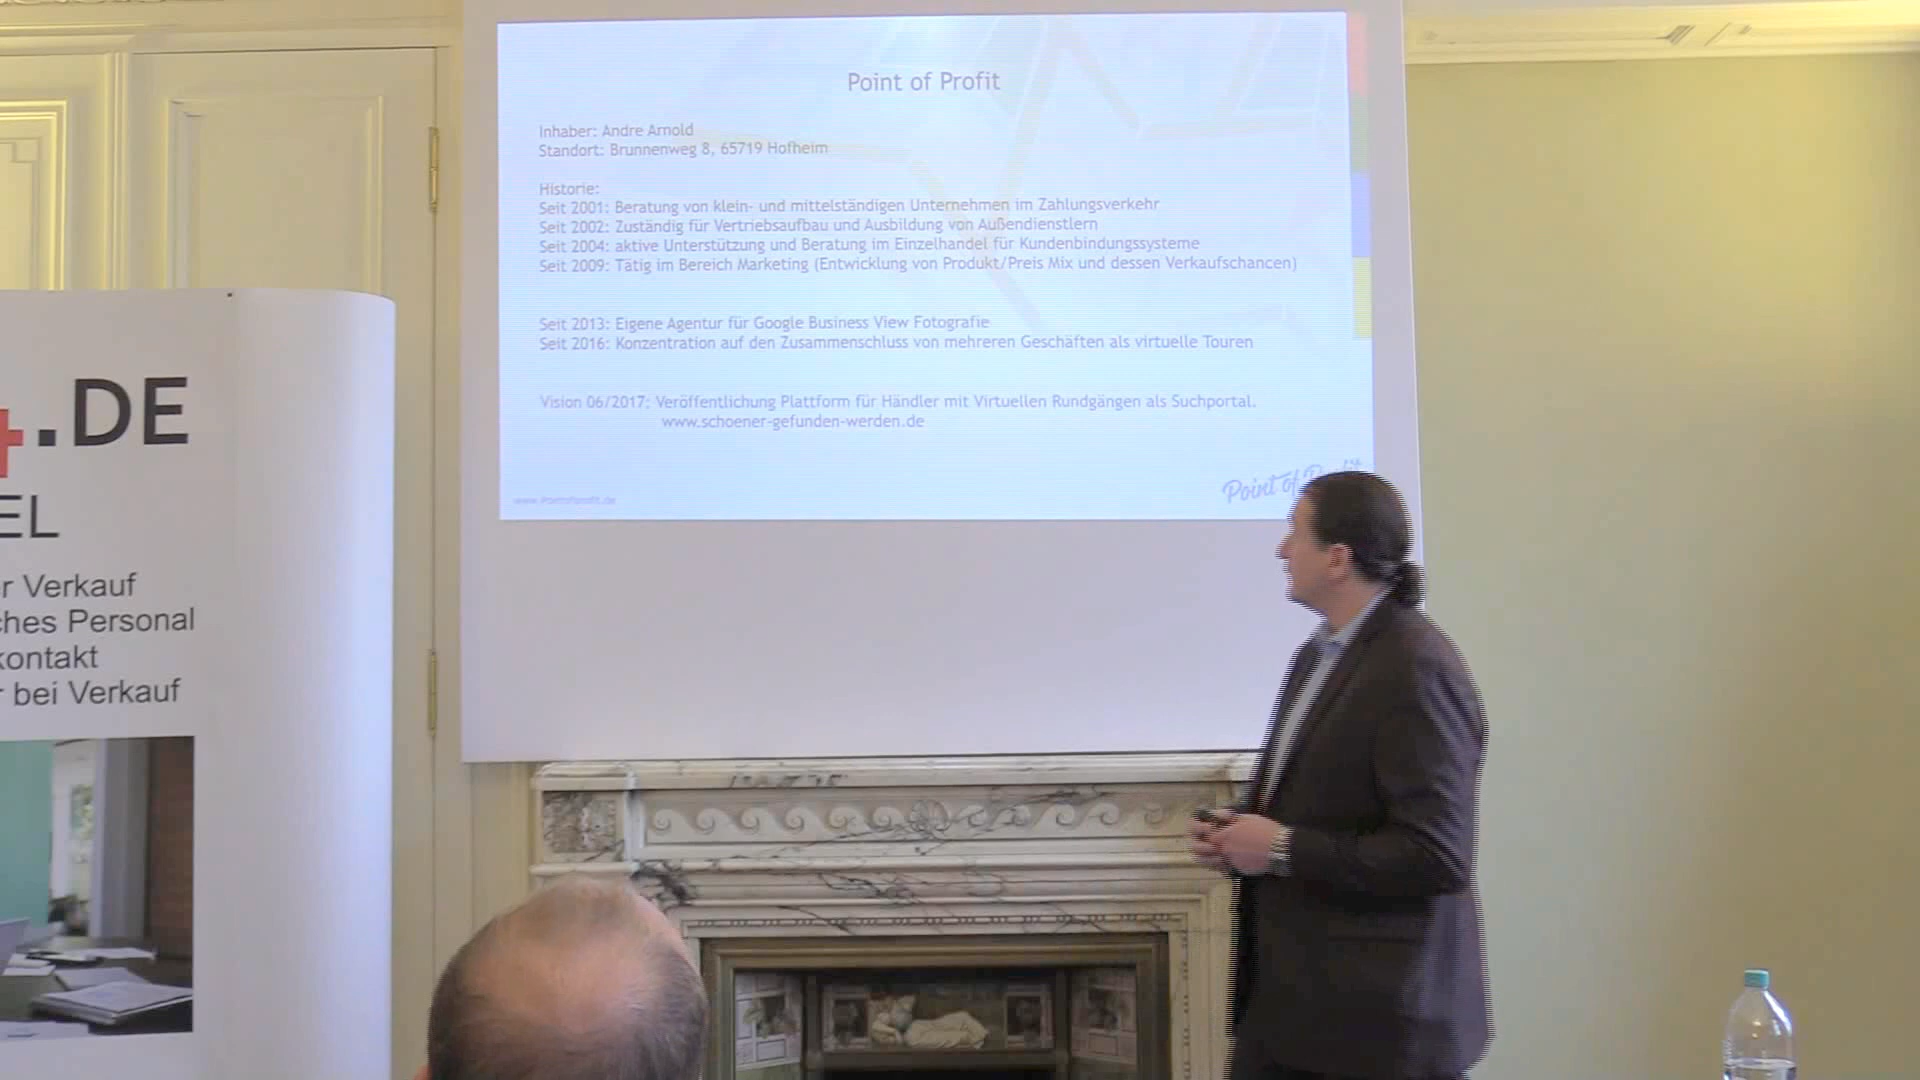 Point of Profit
Inhaber: Andre Arnold
Standort: Brunnenweg 8, 65719 Hofheim
Historie:
Seit 2001: Beratung von klein- und mittelständigen Unternehmen im Zahlungsverkehr
Seit 2002: Zuständig für Vertriebsaufbau und Ausbildung von Außendienstlern
Seit 2004: aktive Unterstützung und Beratung im Einzelhandel für Kundenbindungssysteme
Seit 2009: Tätig im Bereich Marketing (Entwicklung von Produkt/Preis Mix und dessen Verkaufschancen)
Seit 2013: Eigene Agentur für Google Business View Fotografie
Seit 2016: Konzentration auf den Zusammenschluss von mehreren Geschäften als virtuelle Touren
Vision 06/2017: Veröffentlichung Plattform für Händler mit Virtuellen Rundgängen als Suchportal.
www.schoener-gefunden-werden.de
Point of
4.DE
EL
r Verkauf
ches Personal
kontakt
r bei Verkauf